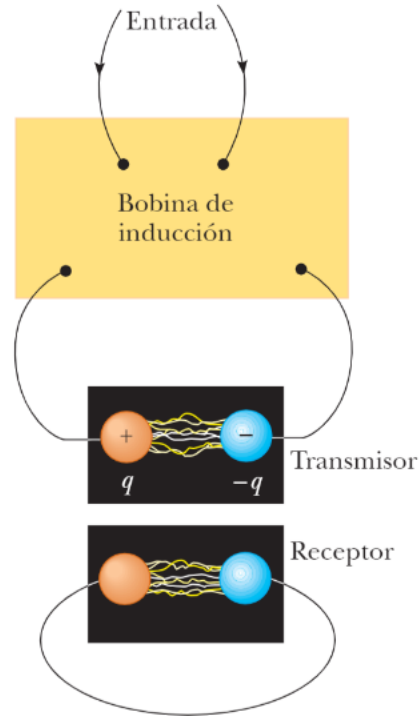 Entrada
Bobina de
inducción
+ −
q −q
Transmisor
Receptor